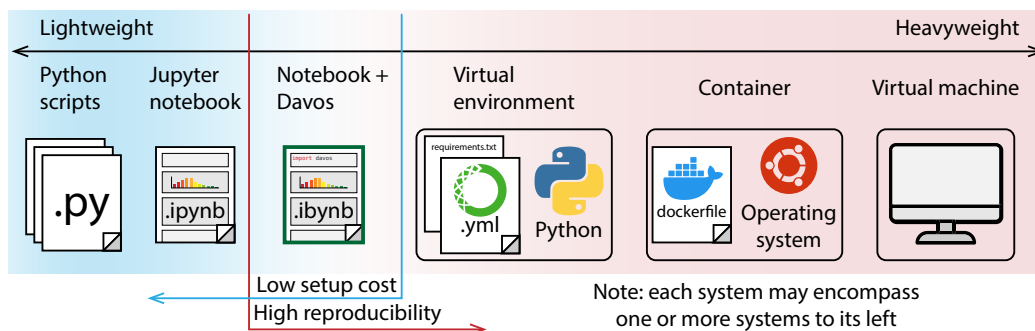 Lightweight
Heavyweight
Python
scripts
Jupyter
notebook
Notebook +
Davos
Virtual
environment
Container
Virtual machine
.py
.ipynb
import davos
.ibynb
requirements.txt
.yml
Python
dockerfile
Operating
system
Low setup cost
High reproducibility
Note: each system may encompass
one or more systems to its left